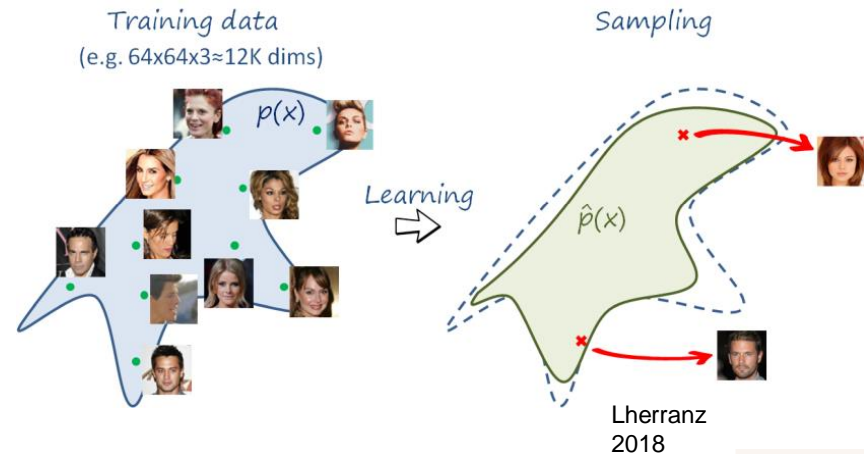 Training data
(e.g. 64x64x3≈12K dims)
p(x)
Learning
Sampling
p̂(x)
Lherranz
2018